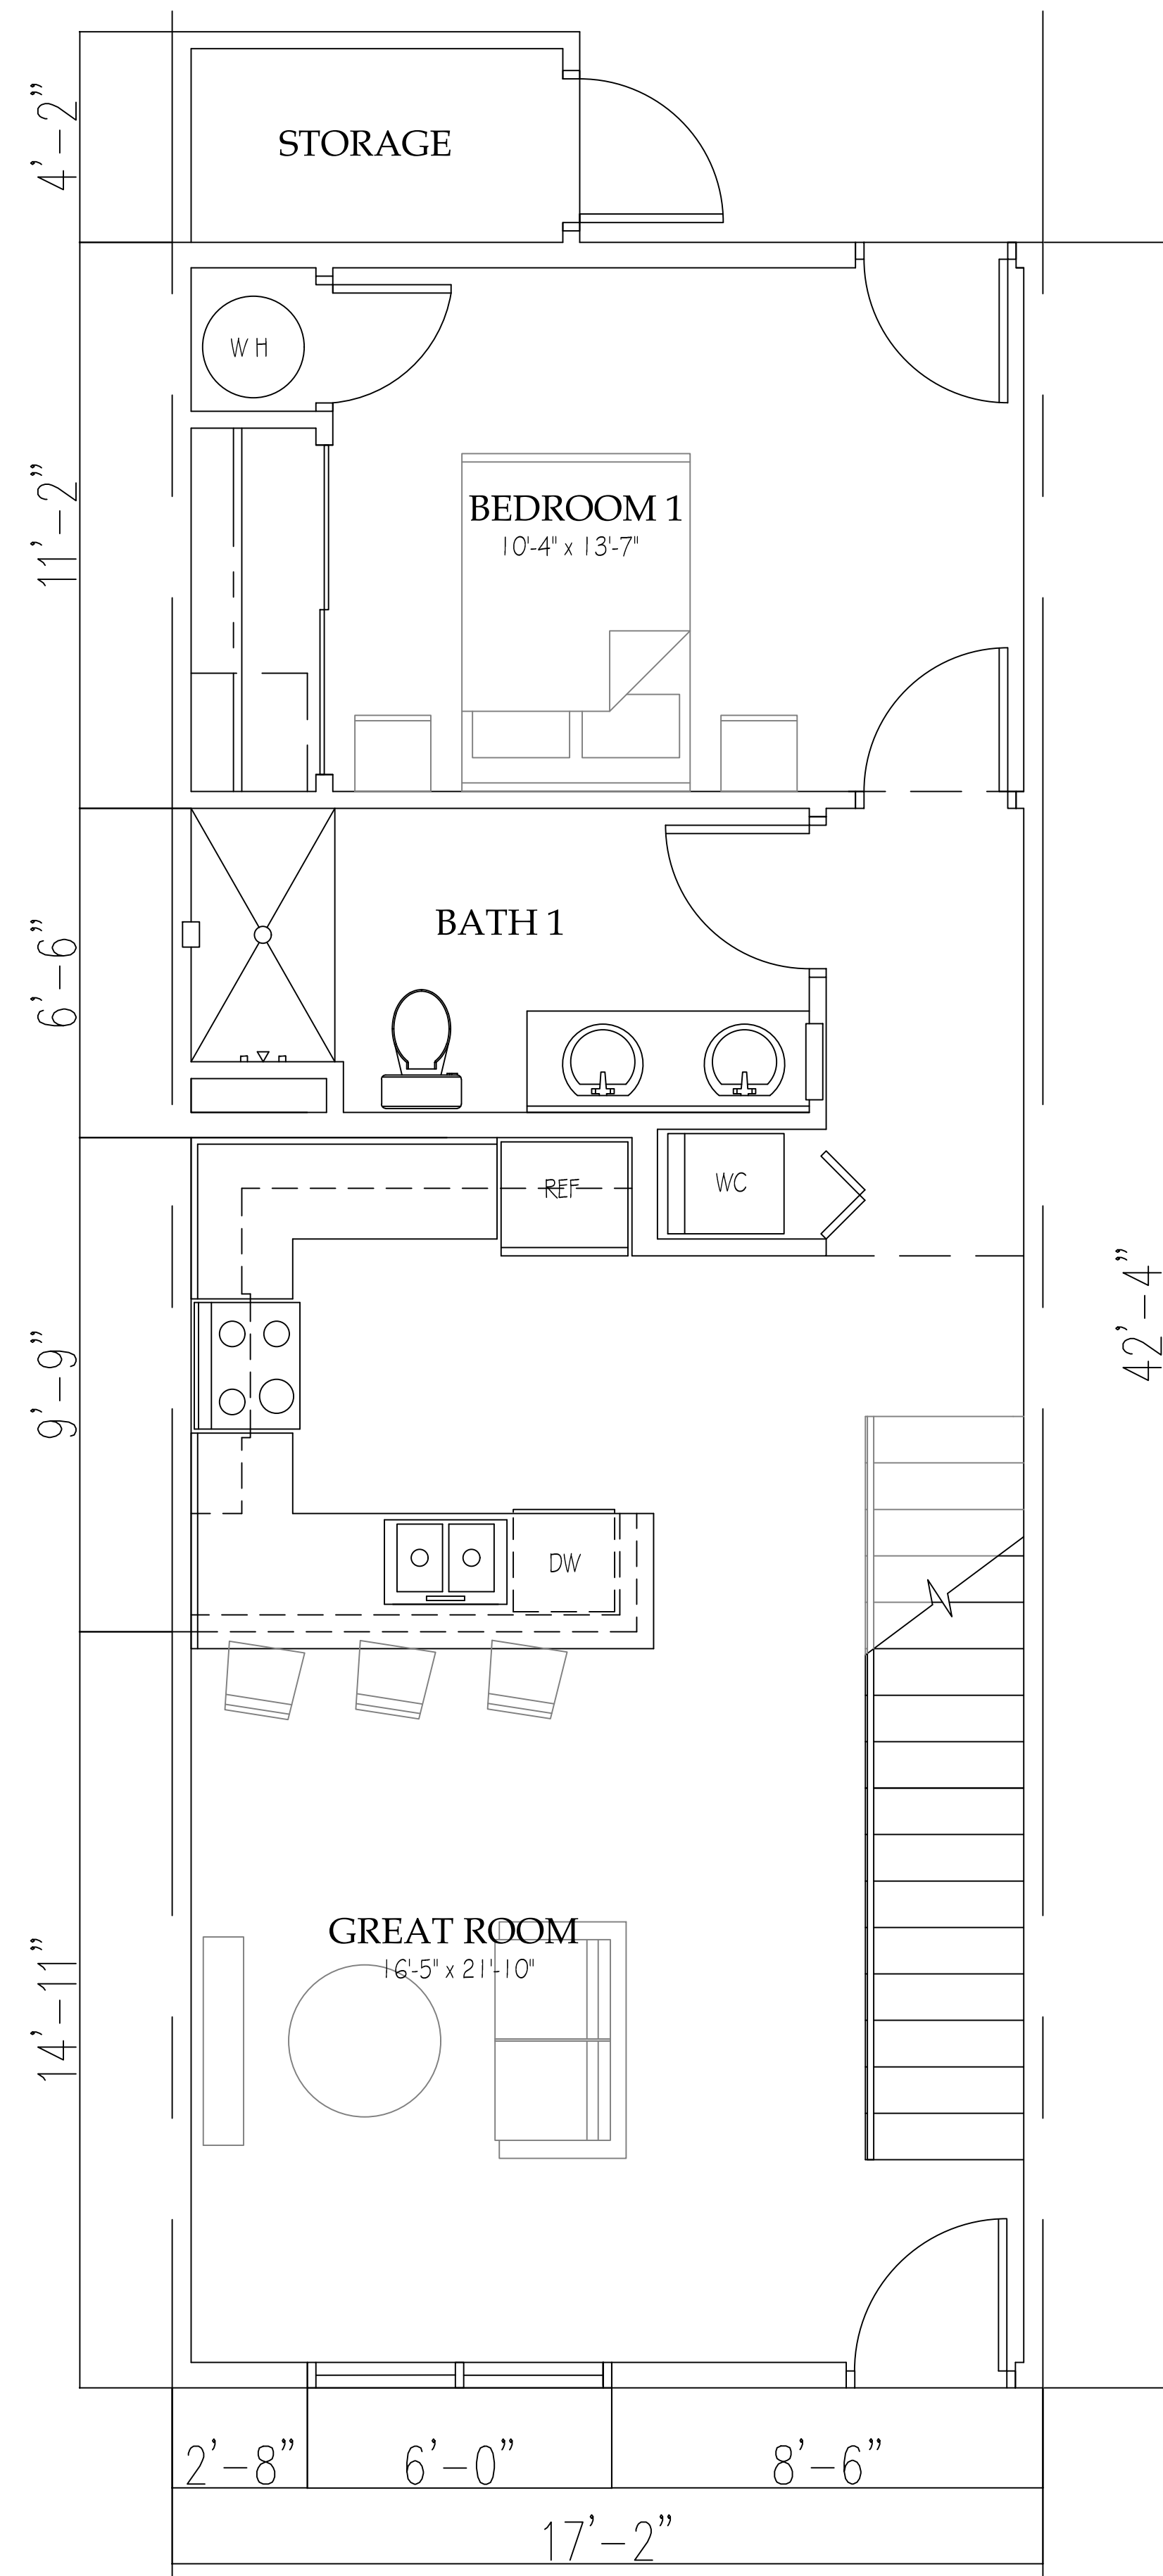 4'-2"
STORAGE
WH
11'-2"
BEDROOM 1
10'-4" x 13'-7"
6'-6"
BATH 1
REF
WC
42'-4"
9'-9"
DW
GREAT ROOM
16'-5" x 21'-10"
14'-11"
2'-8" 6'-0" 8'-6"
17'-2"